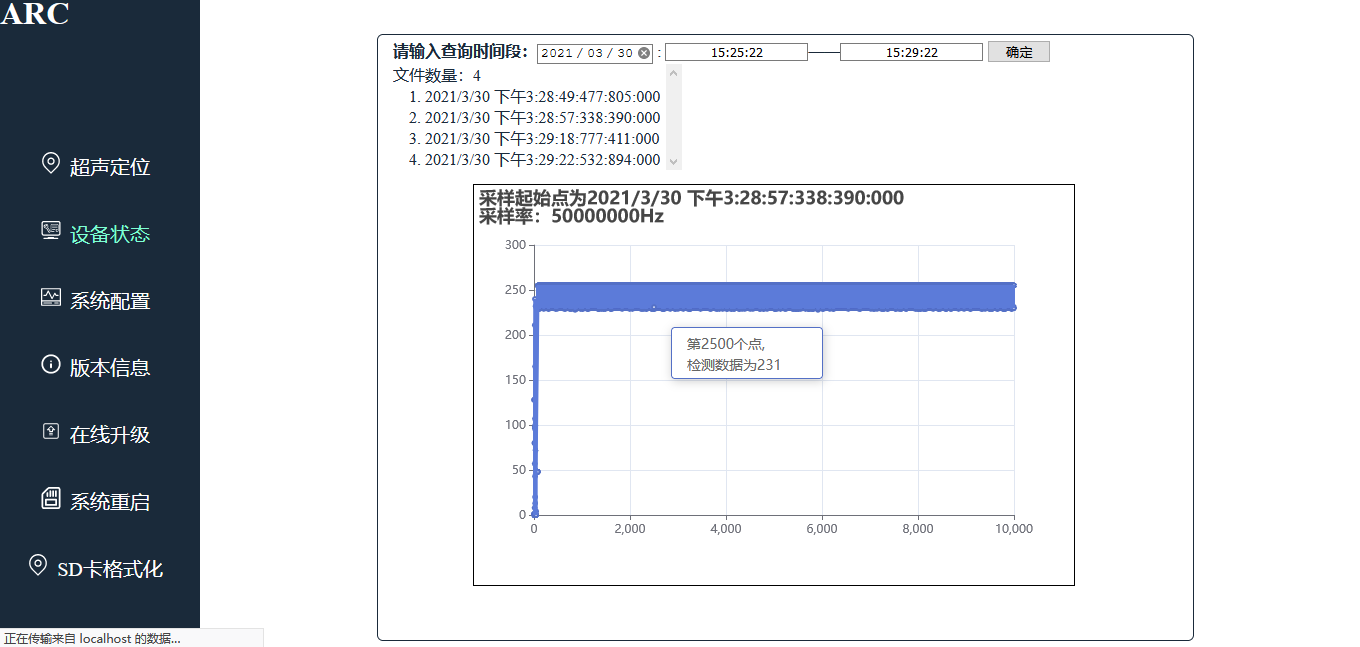 ARC
超声定位
设备状态
系统配置
版本信息
在线升级
系统重启
SD卡格式化
正在传输来自 localhost 的数据...
请输入查询时间段： 2021 / 03 / 30 : 15:25:22 —— 15:29:22 确定
文件数量：4
1. 2021/3/30 下午3:28:49:477:805:000
2. 2021/3/30 下午3:28:57:338:390:000
3. 2021/3/30 下午3:29:18:777:411:000
4. 2021/3/30 下午3:29:22:532:894:000
采样起始点为2021/3/30 下午3:28:57:338:390:000
采样率：50000000Hz
300
250
200
150
100
50
0
第2500个点,
检测数据为231
0 2,000 4,000 6,000 8,000 10,000